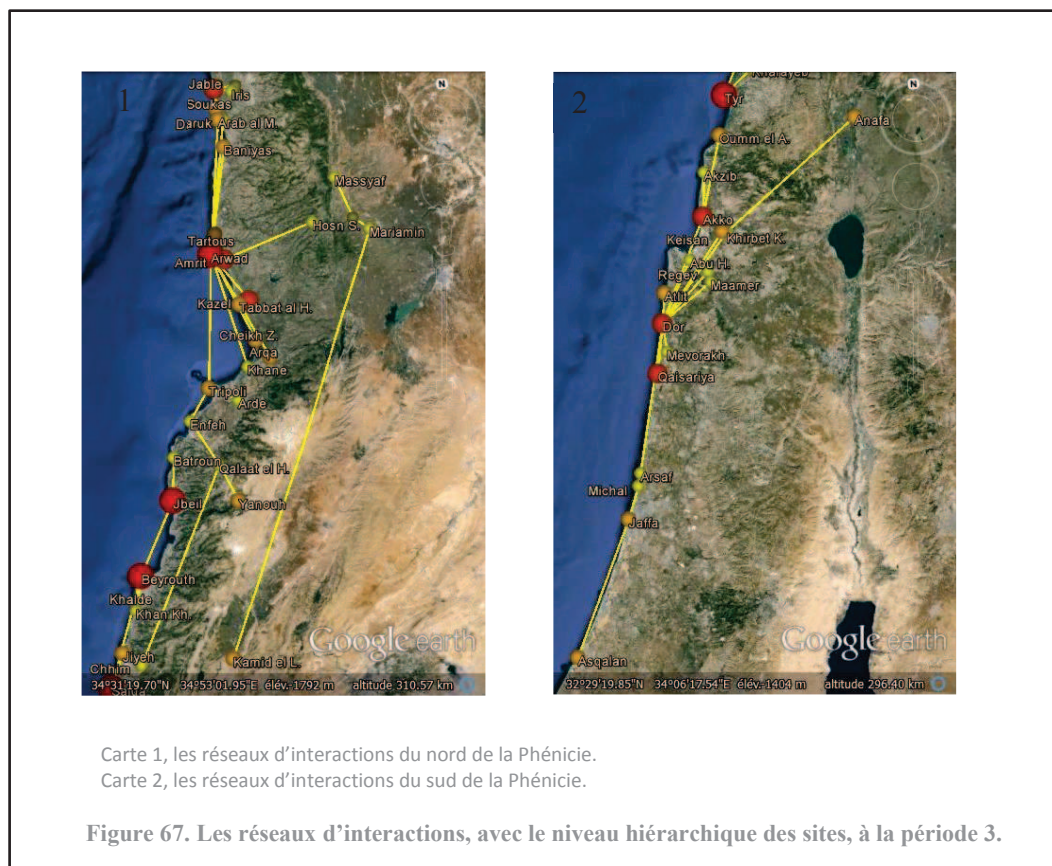 1
N
Jable
Iris
Soukas
Daruk Arab al M.
Baniyas
Massyaf
Hosn S.
Mariamin
Tartous
Arwad
Amrit
Kazel
Tabbat al H.
Cheikh Z.
Arqa
Khane
Tripoli
Arde
Enfeh
Batroun
Qalaat el H.
Jbeil
Yanouh
Beyrouth
Khalde
Khan Kh.
Google earth
Jiyeh
Kamid el L.
Chhim
34°31'19.70"N 34°53'01.95"E élév.-1792 m altitude 310.57 km
2
N
Kharayeb
Tyr
Anafa
Oumm el A.
Akzib
Akko
Keisan
Khirbet K.
Abu H.
Regev
Maamer
Atlit
Dor
Mevorakh
Qaisariya
Arsaf
Michal
Jaffa
Google earth
Asqalan
32°29'19.85"N 34°06'17.54"E élév.-1404 m altitude 296.40 km
Carte 1, les réseaux d'interactions du nord de la Phénicie.
Carte 2, les réseaux d'interactions du sud de la Phénicie.
Figure 67. Les réseaux d'interactions, avec le niveau hiérarchique des sites, à la période 3.